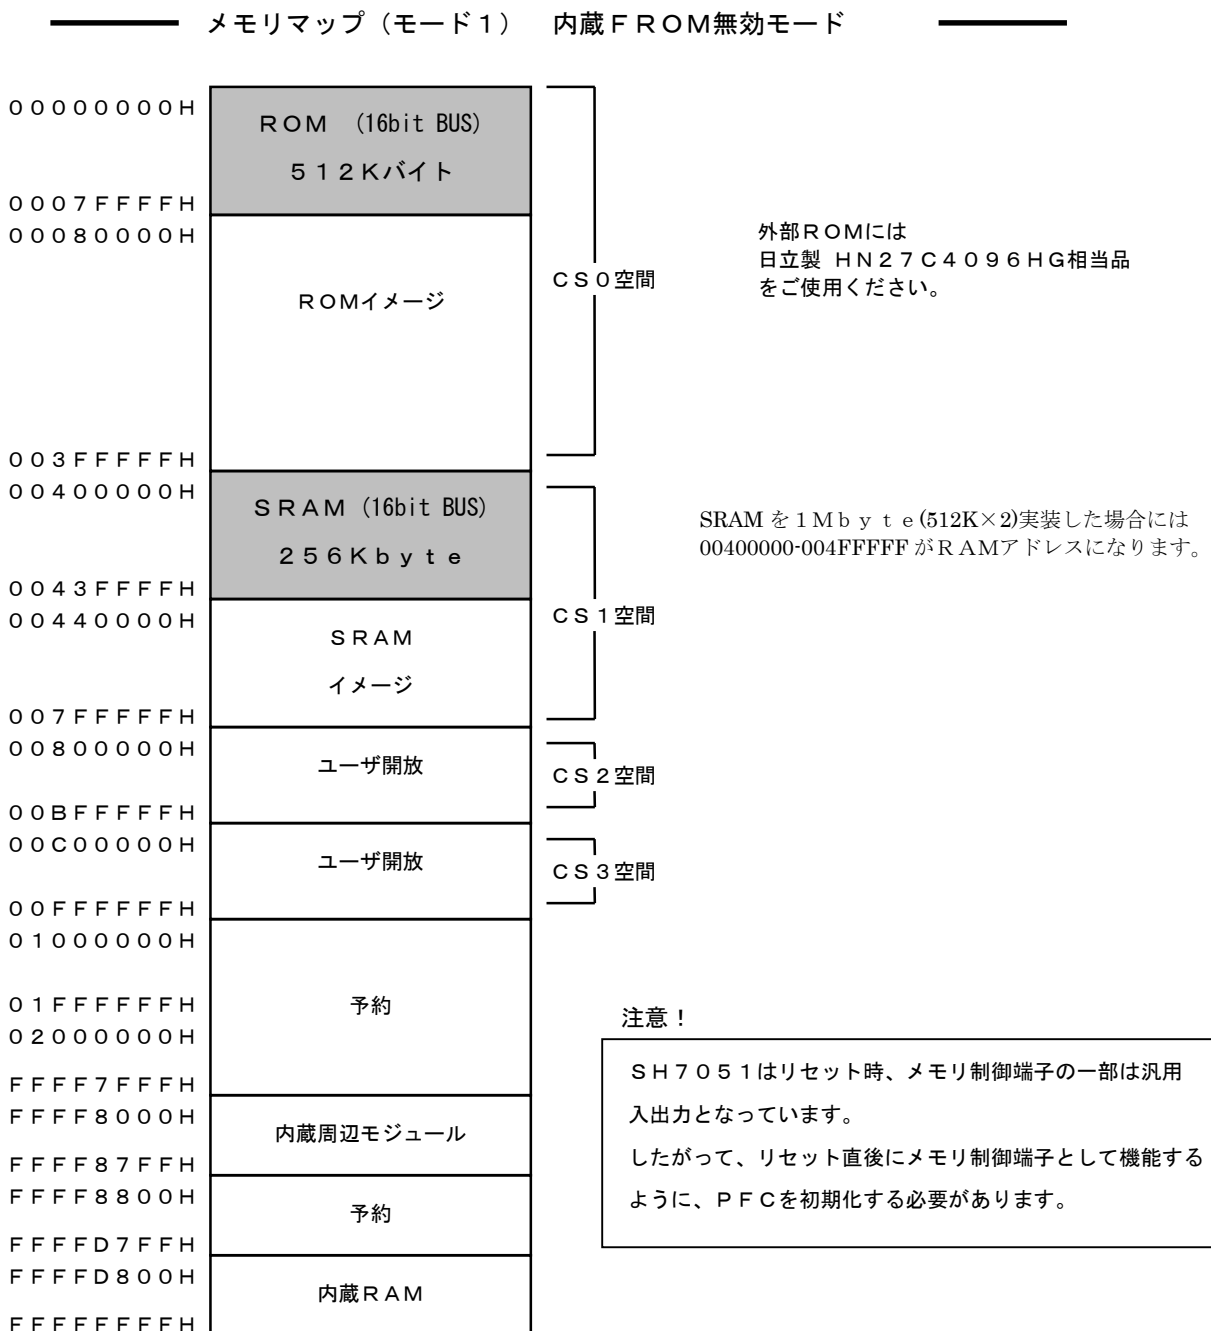 メモリマップ（モード１）　内蔵ＦＲＯＭ無効モード
００００００００Ｈ
ＲＯＭ　(16bit BUS)
５１２Ｋバイト
０００７ＦＦＦＦＨ
０００８００００Ｈ
ＲＯＭイメージ
ＣＳ０空間
外部ＲＯＭには
日立製 ＨＮ２７Ｃ４０９６ＨＧ相当品
をご使用ください。
００３ＦＦＦＦＦＨ
００４０００００Ｈ
ＳＲＡＭ (16bit BUS)
２５６Ｋｂｙｔｅ
SRAM を１Ｍｂｙｔｅ(512K×2)実装した場合には
00400000-004FFFFF がＲＡＭアドレスになります。
００４３ＦＦＦＦＨ
００４４００００Ｈ
ＳＲＡＭ
イメージ
ＣＳ１空間
００７ＦＦＦＦＦＨ
００８０００００Ｈ
ユーザ開放
ＣＳ２空間
００ＢＦＦＦＦＦＨ
００Ｃ０００００Ｈ
ユーザ開放
ＣＳ３空間
００ＦＦＦＦＦＦＨ
０１００００００Ｈ
予約
０１ＦＦＦＦＦＦＨ
０２００００００Ｈ
ＦＦＦＦ７ＦＦＦＨ
ＦＦＦＦ８０００Ｈ
内蔵周辺モジュール
ＦＦＦＦ８７ＦＦＨ
ＦＦＦＦ８８００Ｈ
予約
ＦＦＦＦＤ７ＦＦＨ
ＦＦＦＦＤ８００Ｈ
内蔵ＲＡＭ
ＦＦＦＦＦＦＦＦＨ
注意！
ＳＨ７０５１はリセット時、メモリ制御端子の一部は汎用
入出力となっています。
したがって、リセット直後にメモリ制御端子として機能する
ように、ＰＦＣを初期化する必要があります。